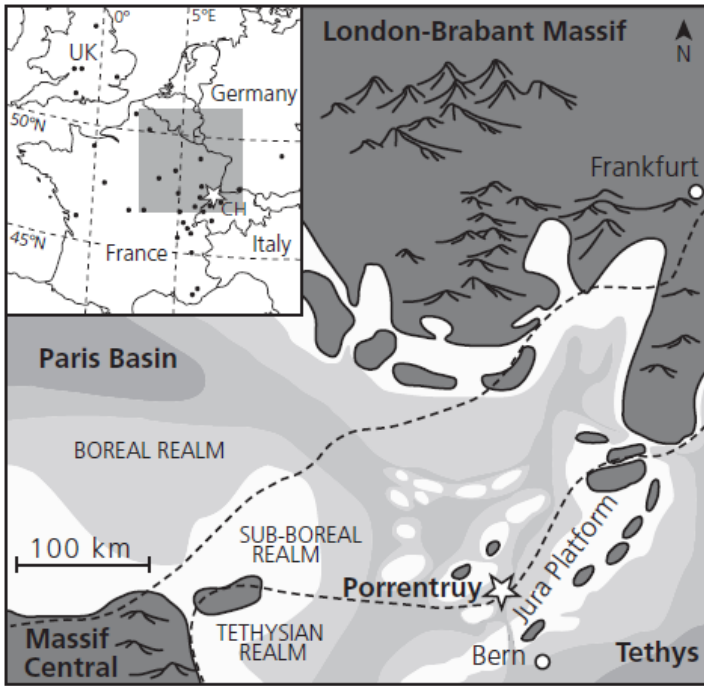 0°
5°E
UK
Germany
50°N
CH
45°N
France
Italy
London-Brabant Massif
N
Frankfurt
Paris Basin
BOREAL REALM
100 km
SUB-BOREAL
REALM
Porrentruy
Jura Platform
TETHYSIAN
REALM
Massif
Central
Bern
Tethys